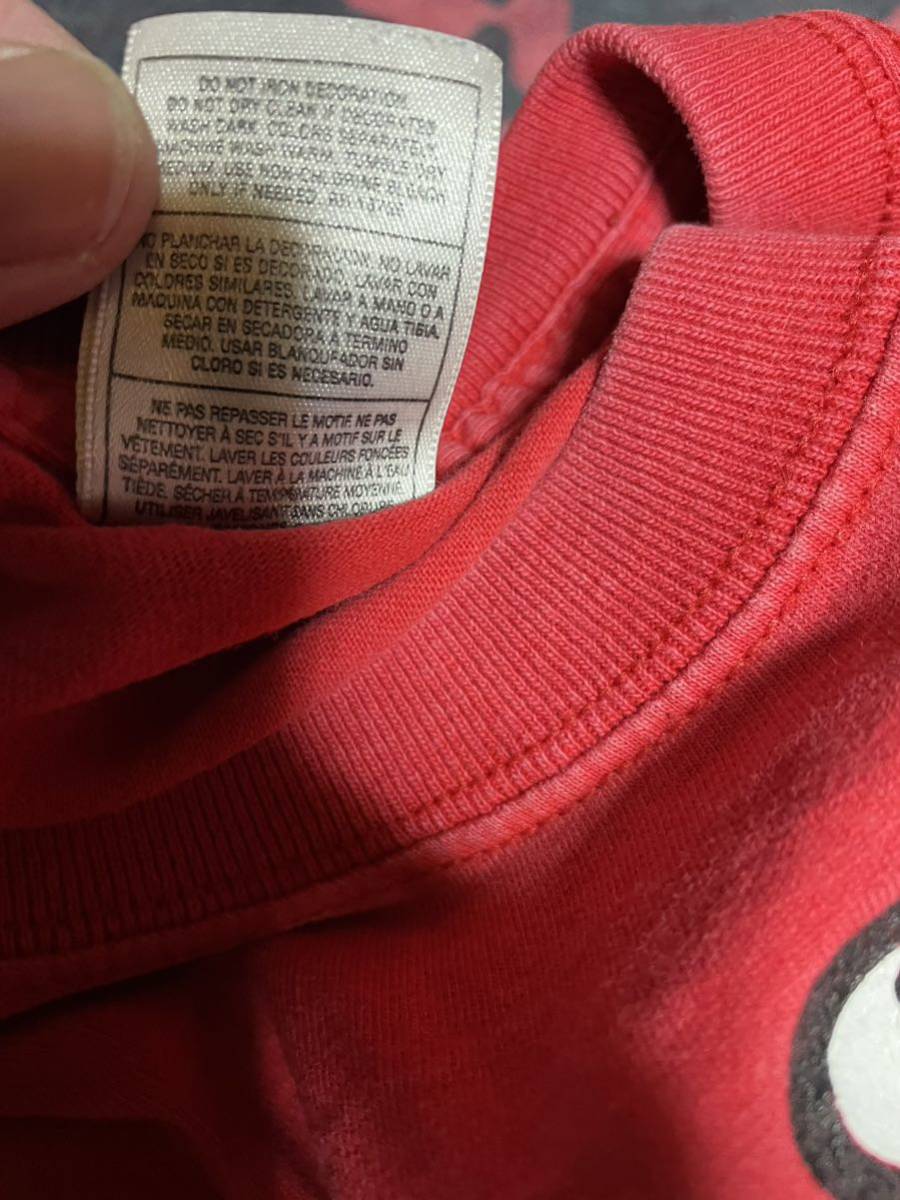 DO NOT IRON DECORATION.
DO NOT DRY CLEAN IF DECORATED.
WASH DARK COLORS SEPARATELY.
MACHINE WASH WARM, TUMBLE DRY
MEDIUM. USE NON-CHLORINE BLEACH
ONLY IF NEEDED. RN
NO PLANCHAR LA DECORACION. NO LAVAR
EN SECO SI ES DECORADO. LAVAR CON
COLORES SIMILARES. LAVAR A MANO O A
MAQUINA CON DETERGENTE Y AGUA TIBIA.
SECAR EN SECADORA A TERMINO
MEDIO. USAR BLANQUEADOR SIN
CLORO SI ES NECESARIO.
NE PAS REPASSER LE MOTIF. NE PAS
NETTOYER À SEC S'IL Y A MOTIF SUR LE
VÊTEMENT. LAVER LES COULEURS FONCÉES
SÉPARÉMENT. LAVER À LA MACHINE À L'EAU
TIÈDE. SÉCHER À TEMPÉRATURE MOYENNE.
UTILISER JAVELISANT SANS